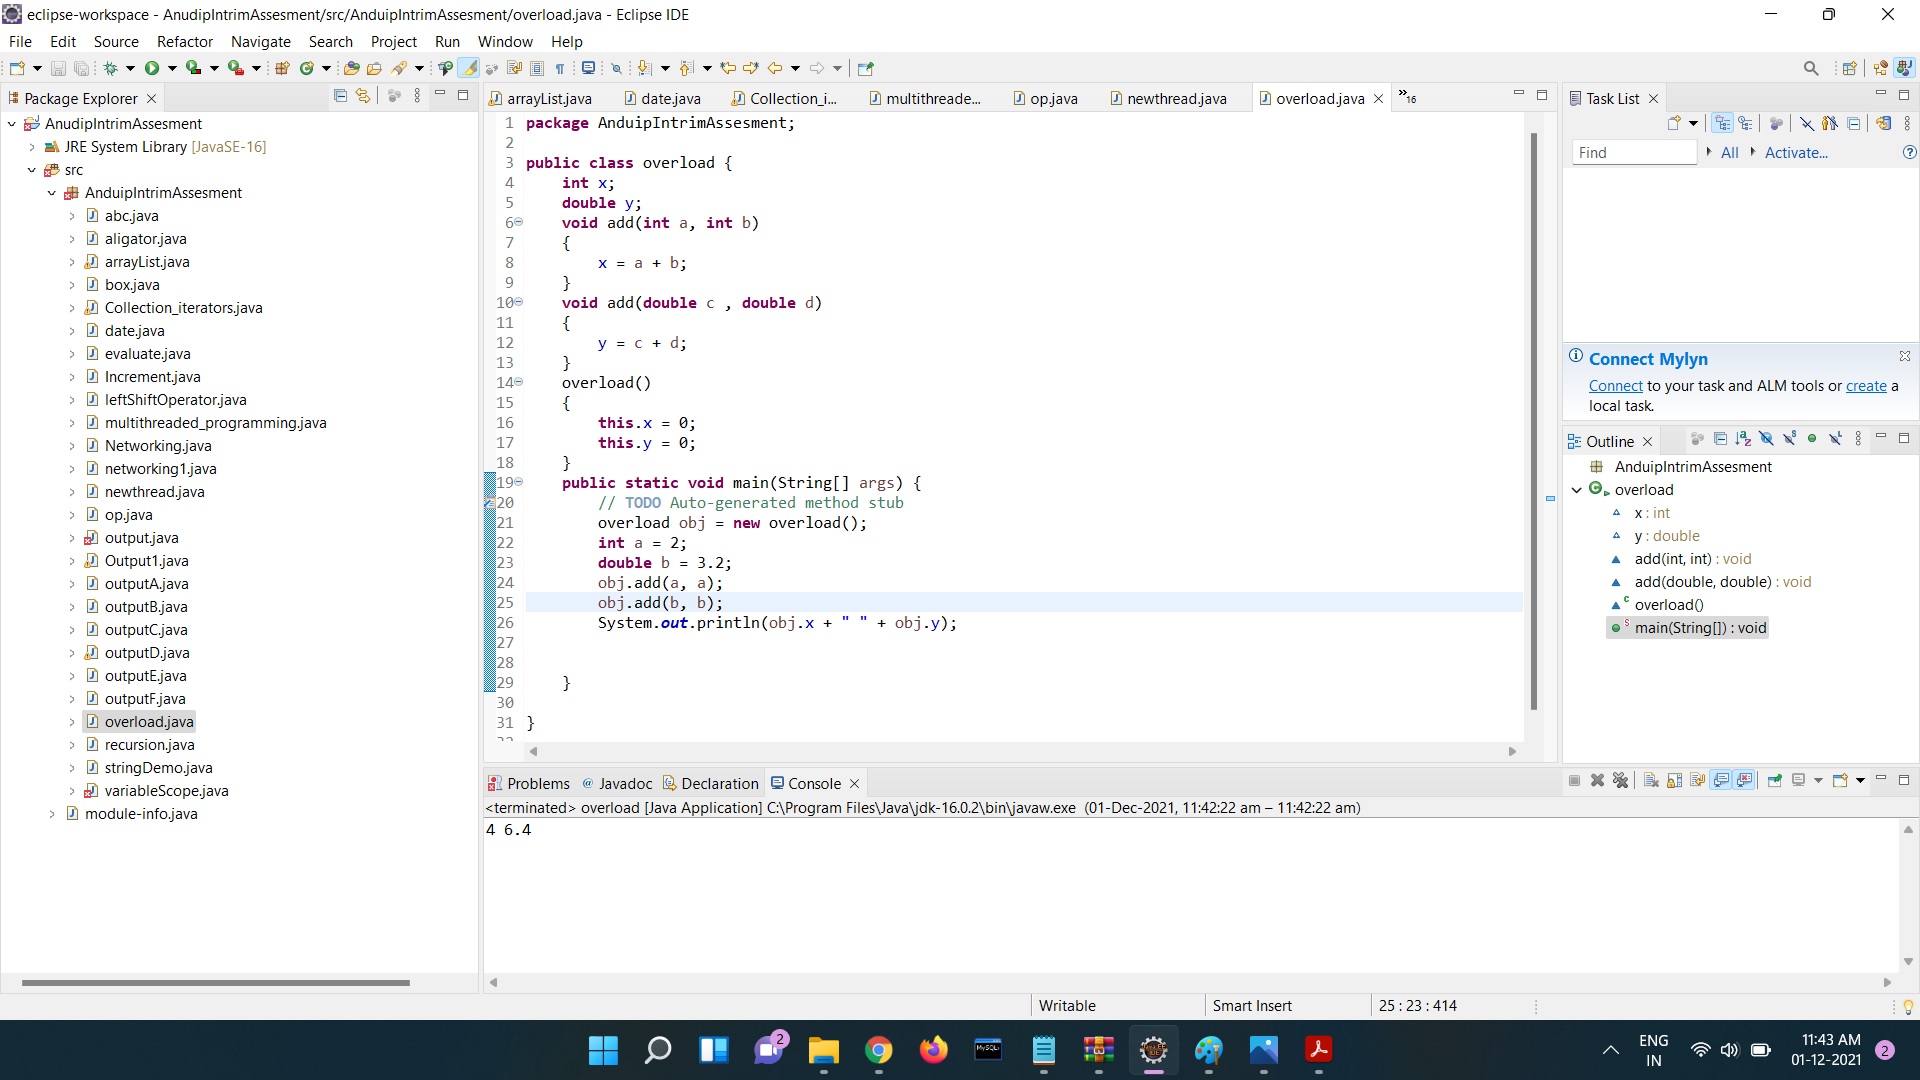 eclipse-workspace - AnudipIntrimAssesment/src/AnduipIntrimAssesment/overload.java - Eclipse IDE
File Edit Source Refactor Navigate Search Project Run Window Help
Package Explorer
AnudipIntrimAssesment
JRE System Library [JavaSE-16]
src
AnduipIntrimAssesment
abc.java
aligator.java
arrayList.java
box.java
Collection_iterators.java
date.java
evaluate.java
Increment.java
leftShiftOperator.java
multithreaded_programming.java
Networking.java
networking1.java
newthread.java
op.java
output.java
Output1.java
outputA.java
outputB.java
outputC.java
outputD.java
outputE.java
outputF.java
overload.java
recursion.java
stringDemo.java
variableScope.java
module-info.java
arrayList.java date.java Collection_i... multithreade... op.java newthread.java overload.java »16
1 package AnduipIntrimAssesment;
2
3 public class overload {
4     int x;
5     double y;
6     void add(int a, int b)
7     {
8         x = a + b;
9     }
10     void add(double c , double d)
11     {
12         y = c + d;
13     }
14     overload()
15     {
16         this.x = 0;
17         this.y = 0;
18     }
19     public static void main(String[] args) {
20         // TODO Auto-generated method stub
21         overload obj = new overload();
22         int a = 2;
23         double b = 3.2;
24         obj.add(a, a);
25         obj.add(b, b);
26         System.out.println(obj.x + " " + obj.y);
27
28
29     }
30
31 }
Problems @ Javadoc Declaration Console
<terminated> overload [Java Application] C:\Program Files\Java\jdk-16.0.2\bin\javaw.exe (01-Dec-2021, 11:42:22 am – 11:42:22 am)
4 6.4
Task List
Find All Activate...
Connect Mylyn
Connect to your task and ALM tools or create a
local task.
Outline
AnduipIntrimAssesment
overload
x : int
y : double
add(int, int) : void
add(double, double) : void
overload()
main(String[]) : void
Writable Smart Insert 25 : 23 : 414
2
MySQL
ENG
IN
11:43 AM
01-12-2021
2